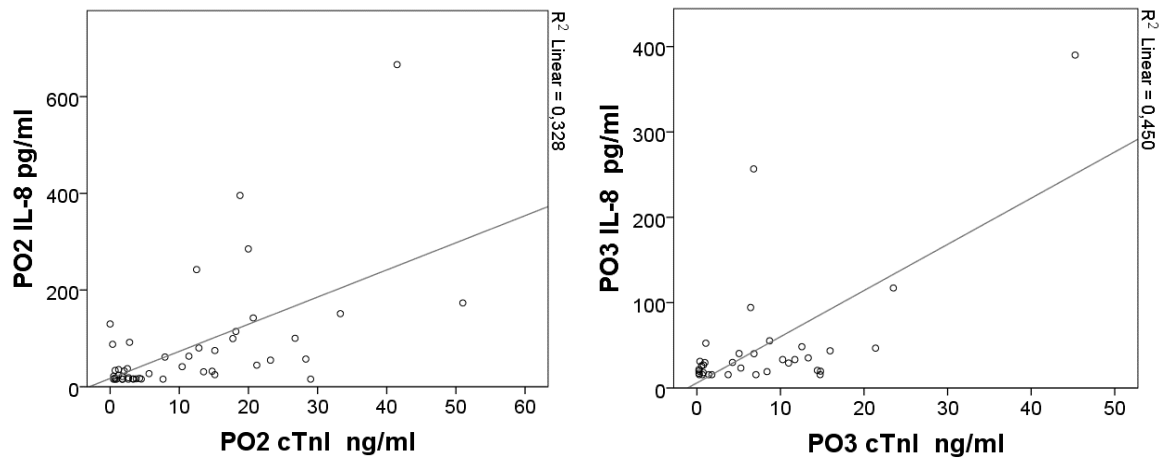 600
400
200
0
0 10 20 30 40 50 60
PO2 IL-8 pg/ml
PO2 cTnI ng/ml
R² Linear = 0,328
400
300
200
100
0
0 10 20 30 40 50
PO3 IL-8 pg/ml
PO3 cTnI ng/ml
R² Linear = 0,450